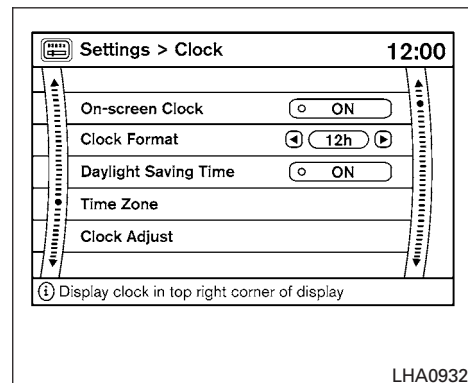 Settings > Clock 12:00
On-screen Clock ON
Clock Format 12h
Daylight Saving Time ON
Time Zone
Clock Adjust
i Display clock in top right corner of display
LHA0932